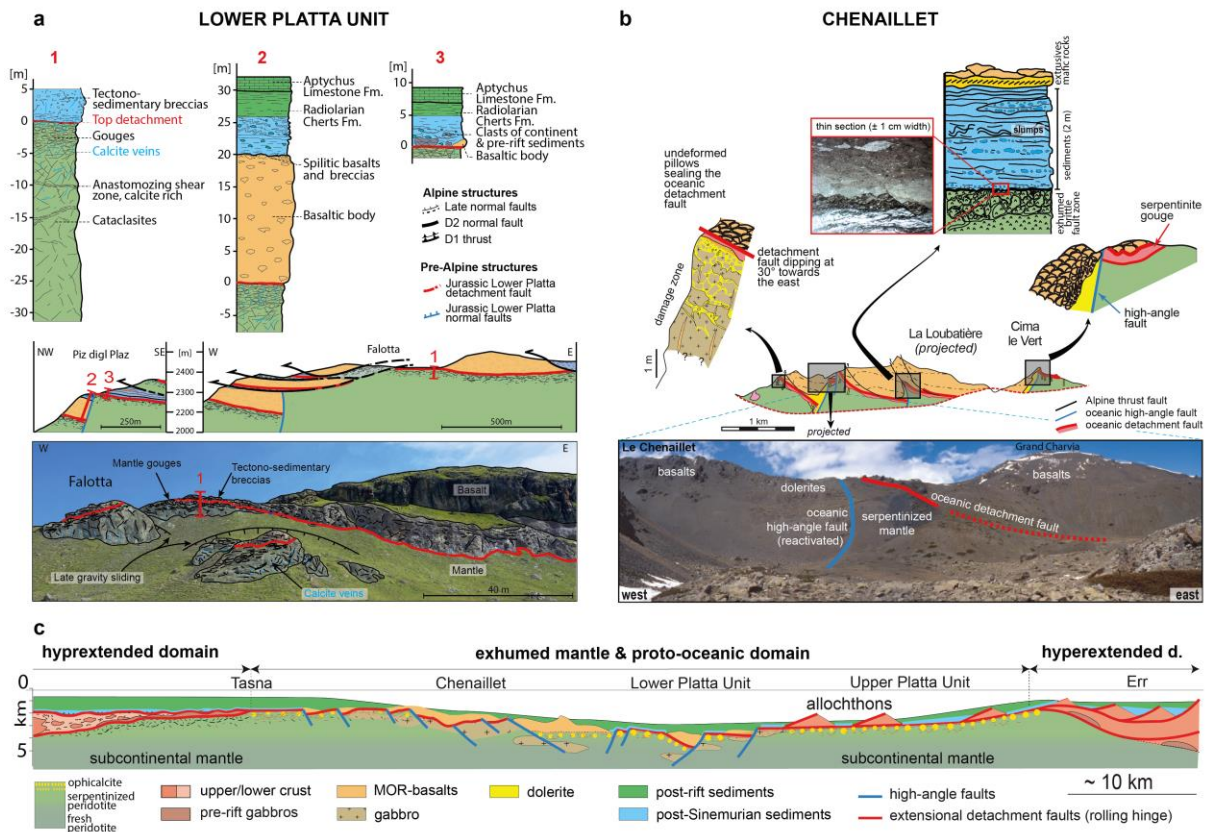 a
LOWER PLATTA UNIT
1
[m]
5
0
-5
-10
-15
-20
-25
-30
Tectono-
sedimentary
breccias
Top detachment
Gouges
Calcite veins
Anastomozing shear
zone, calcite rich
Cataclasites
2
[m]
30
25
20
15
10
5
0
-5
Aptychus
Limestone Fm.
Radiolarian
Cherts Fm.
Spilitic basalts
and breccias
Basaltic body
3
[m]
10
0
Aptychus
Limestone Fm.
Radiolarian
Cherts Fm.
Clasts of continent
& pre-rift sediments
Basaltic body
Alpine structures
Late normal faults
D2 normal fault
D1 thrust
Pre-Alpine structures
Jurassic Lower Platta
detachment fault
Jurassic Lower Platta
normal faults
NW
Piz digl Plaz
SE
2
3
250m
[m]
2400
2300
2200
2100
2000
W
Falotta
1
E
500m
W
E
Falotta
Mantle gouges
1
Tectono-sedimentary
breccias
Basalt
Late gravity sliding
Calcite veins
Mantle
40 m
b
CHENAILLET
extrusives
mafic rocks
sediments (2 m)
slumps
exhumed
brittle
fault zone
thin section (± 1 cm width)
undeformed
pillows
sealing the
oceanic
detachment
fault
detachment
fault dipping at
30° towards
the east
damage zone
1 m
? ?
serpentinite
gouge
high-angle
fault
La Loubatière
(projected)
Cima
le Vert
1 km
projected
Alpine thrust fault
oceanic high-angle fault
oceanic detachment fault
Le Chenaillet
Grand Charvia
basalts
basalts
dolerites
oceanic
high-angle fault
(reactivated)
serpentinized
mantle
oceanic detachment fault
west
east
c
hyprextended domain
exhumed mantle & proto-oceanic domain
hyperextended d.
0
km
5
Tasna
Chenaillet
Lower Platta Unit
Upper Platta Unit
Err
allochthons
subcontinental mantle
subcontinental mantle
~ 10 km
ophicalcite
serpentinized
peridotite
fresh
peridotite
upper/lower crust
pre-rift gabbros
MOR-basalts
gabbro
dolerite
post-rift sediments
post-Sinemurian sediments
high-angle faults
extensional detachment faults (rolling hinge)